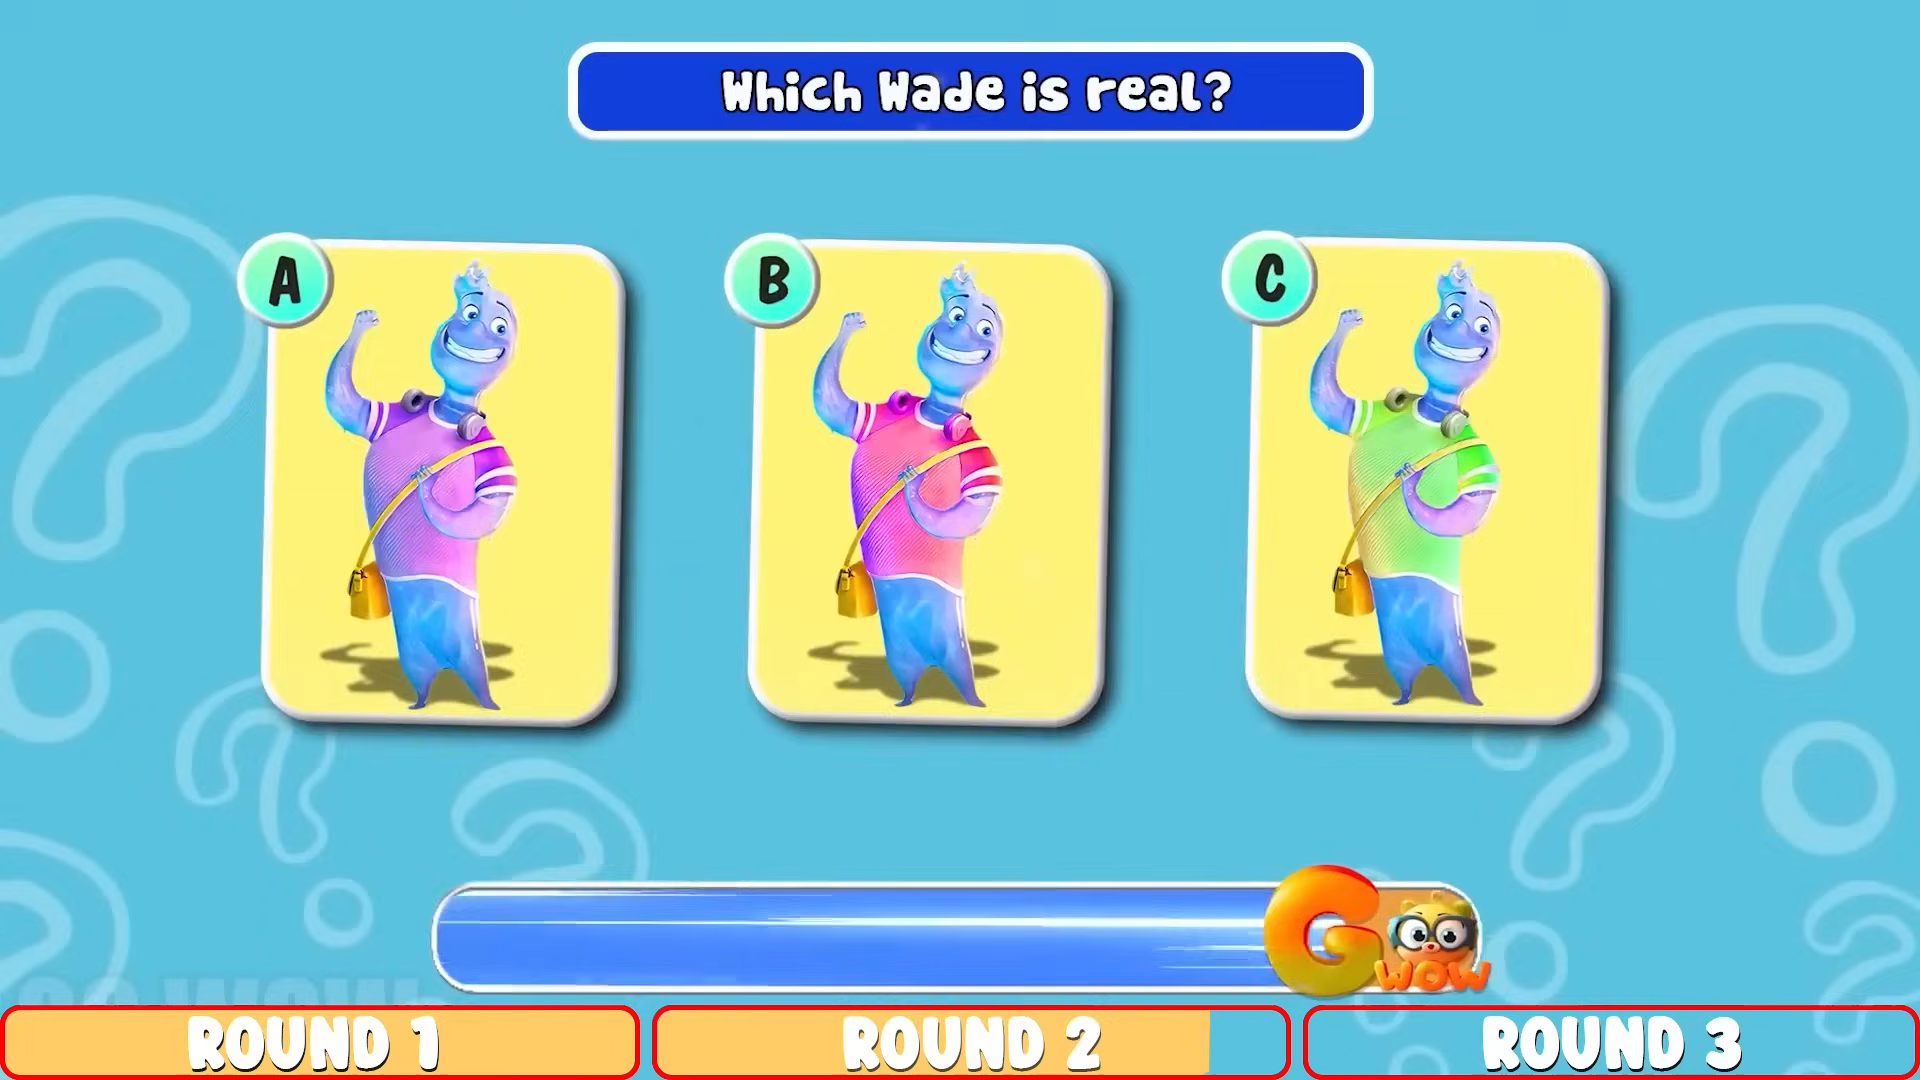 Which Wade is real?
A
B
C
G
WOW
ROUND 1
ROUND 2
ROUND 3